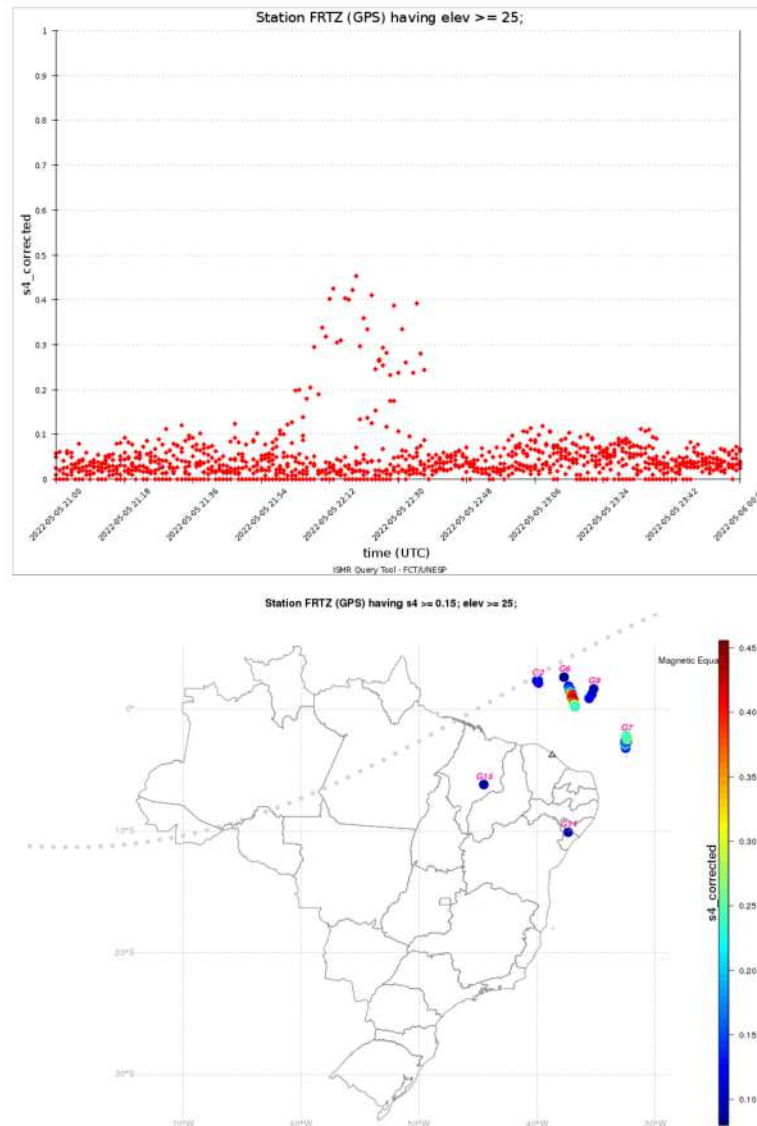 Station FRTZ (GPS) having elev >= 25;
1
0.9
0.8
0.7
0.6
0.5
0.4
0.3
0.2
0.1
0
s4_corrected
2022-05-05 21:00
2022-05-05 21:18
2022-05-05 21:36
2022-05-05 21:54
2022-05-05 22:12
2022-05-05 22:30
2022-05-05 22:48
2022-05-05 23:06
2022-05-05 23:24
2022-05-05 23:42
time (UTC)
ISMR Query Tool - FCT/UNESP
Station FRTZ (GPS) having s4 >= 0.15; elev >= 25;
Magnetic Equa
G6
G2
G9
G7
G14
0°
10°S
20°S
30°S
70°W
60°W
50°W
40°W
30°W
s4_corrected
0.45
0.40
0.35
0.30
0.25
0.20
0.15
0.10